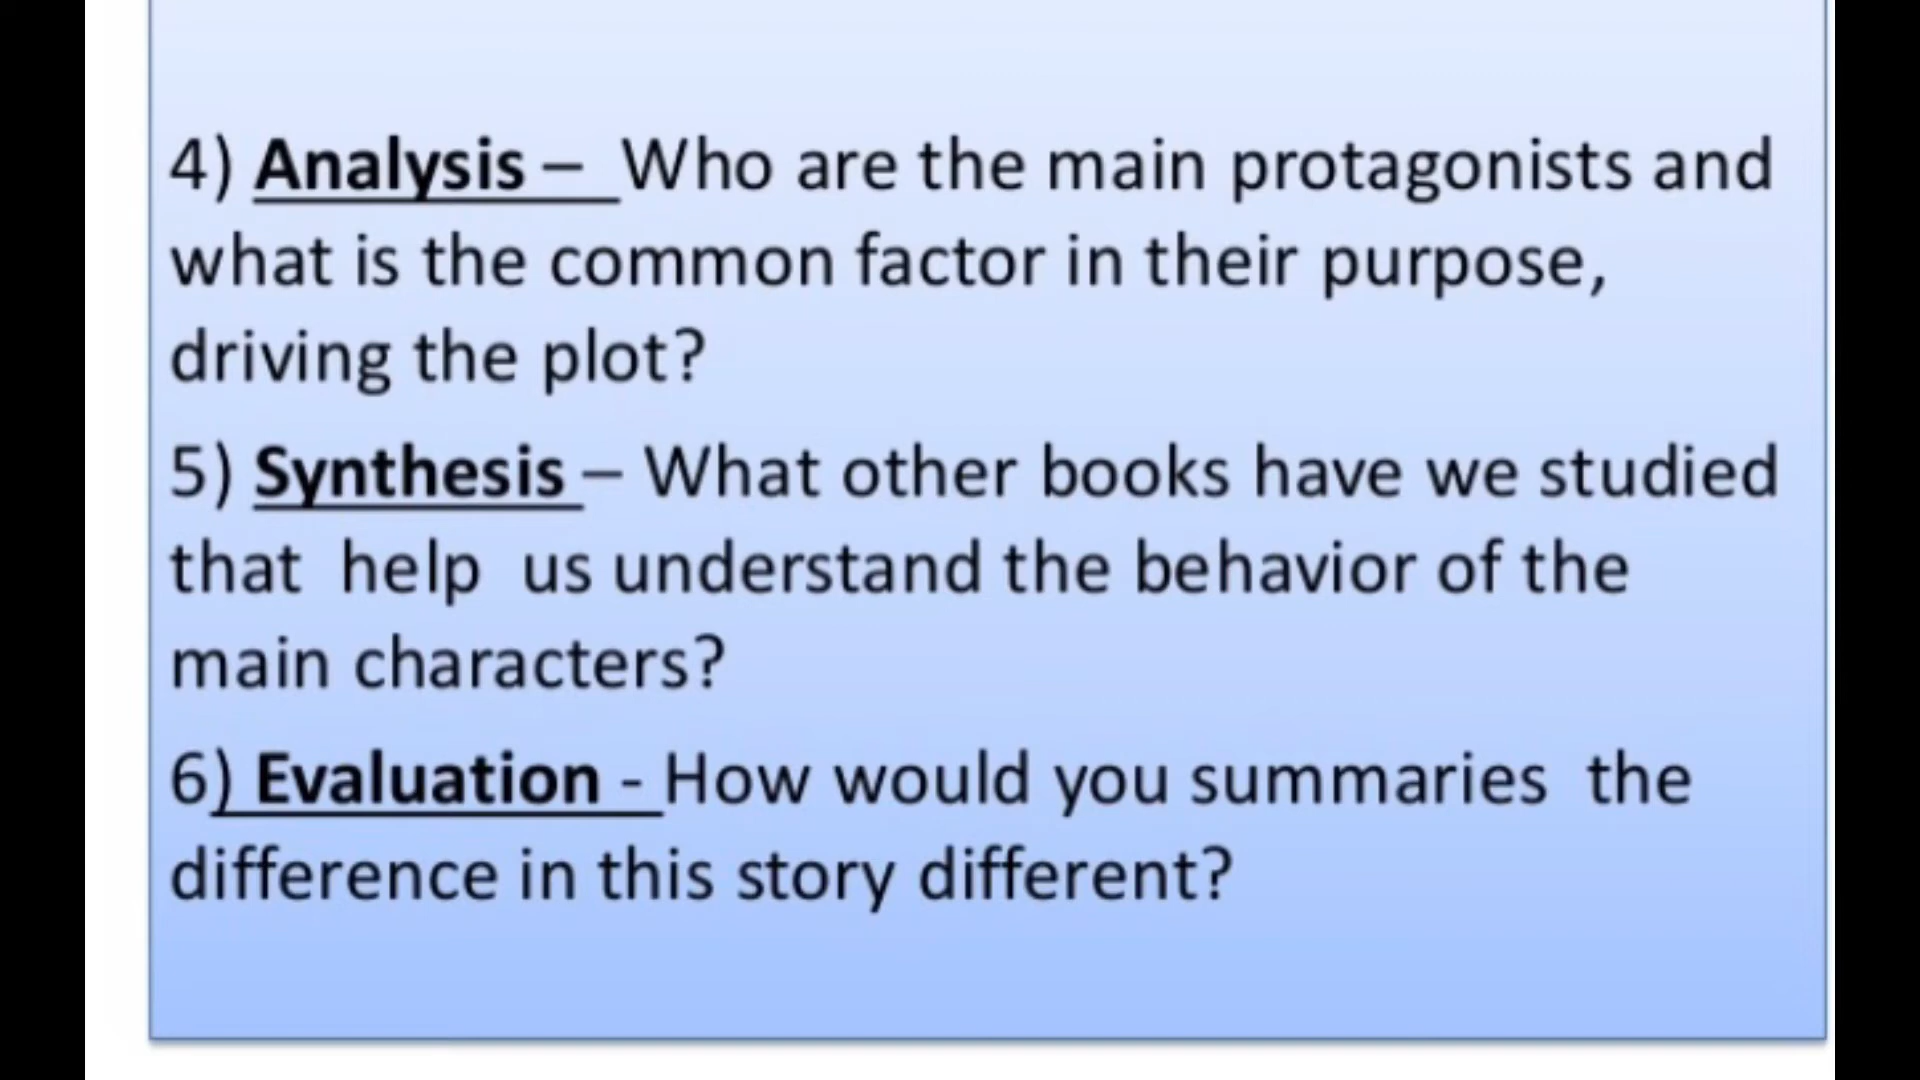 4) Analysis – Who are the main protagonists and
what is the common factor in their purpose,
driving the plot?
5) Synthesis – What other books have we studied
that help us understand the behavior of the
main characters?
6) Evaluation - How would you summaries the
difference in this story different?